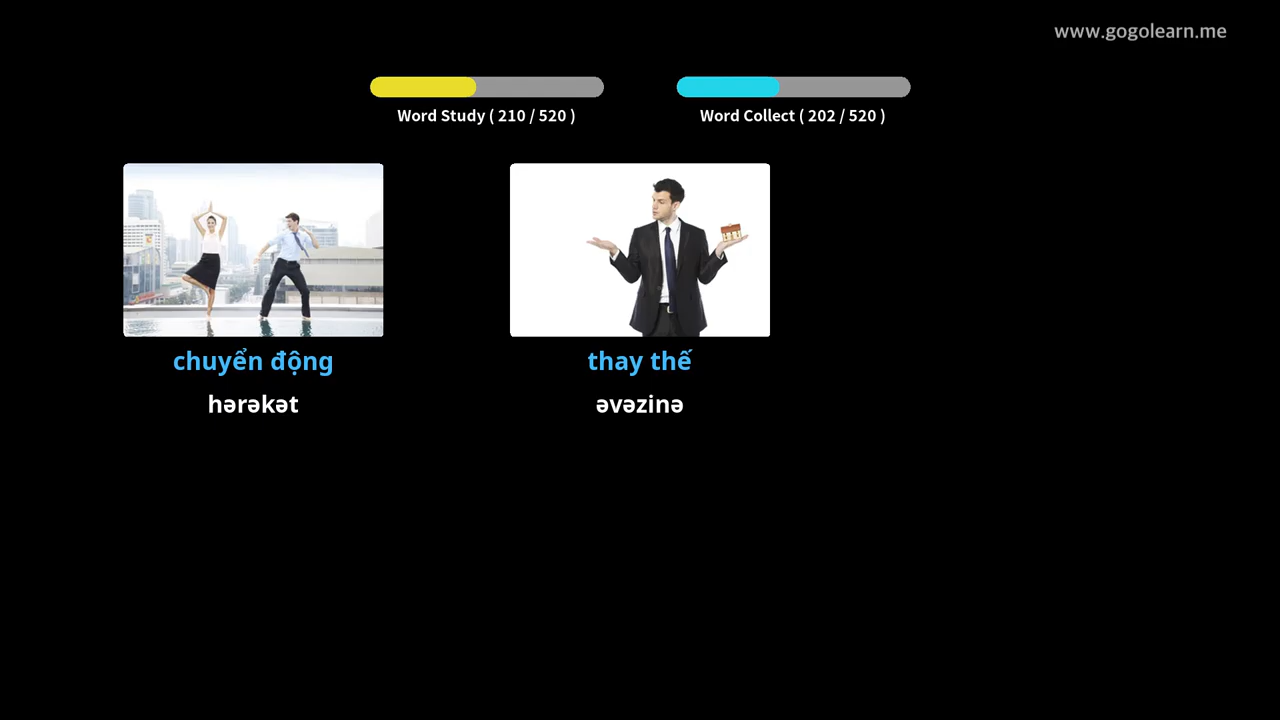 www.gogolearn.me
Word Study ( 210 / 520 )
Word Collect ( 202 / 520 )
chuyển động
hərəkət
thay thế
əvəzinə